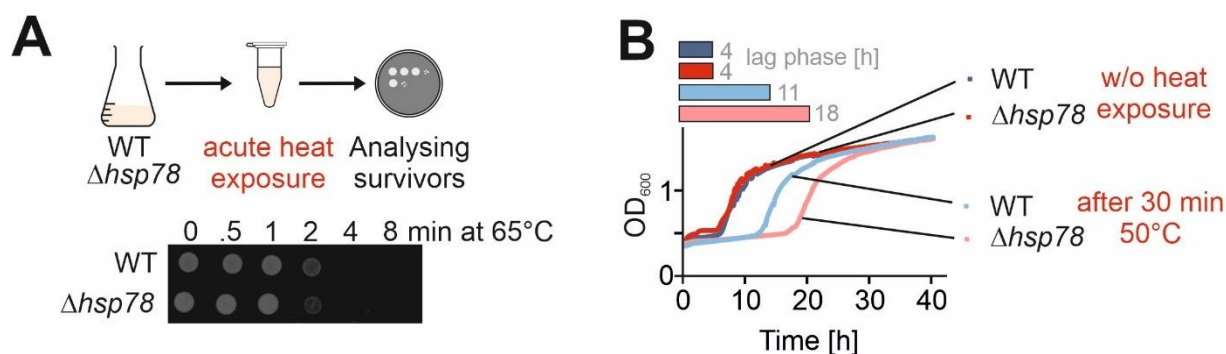 A
WT
Δhsp78
acute heat
exposure
Analysing
survivors
0 .5 1 2 4 8 min at 65°C
WT
Δhsp78
B
4 lag phase [h]
4
11
18
WT
Δhsp78
w/o heat
exposure
WT
Δhsp78
after 30 min
50°C
OD600
1
0
0 10 20 30 40
Time [h]